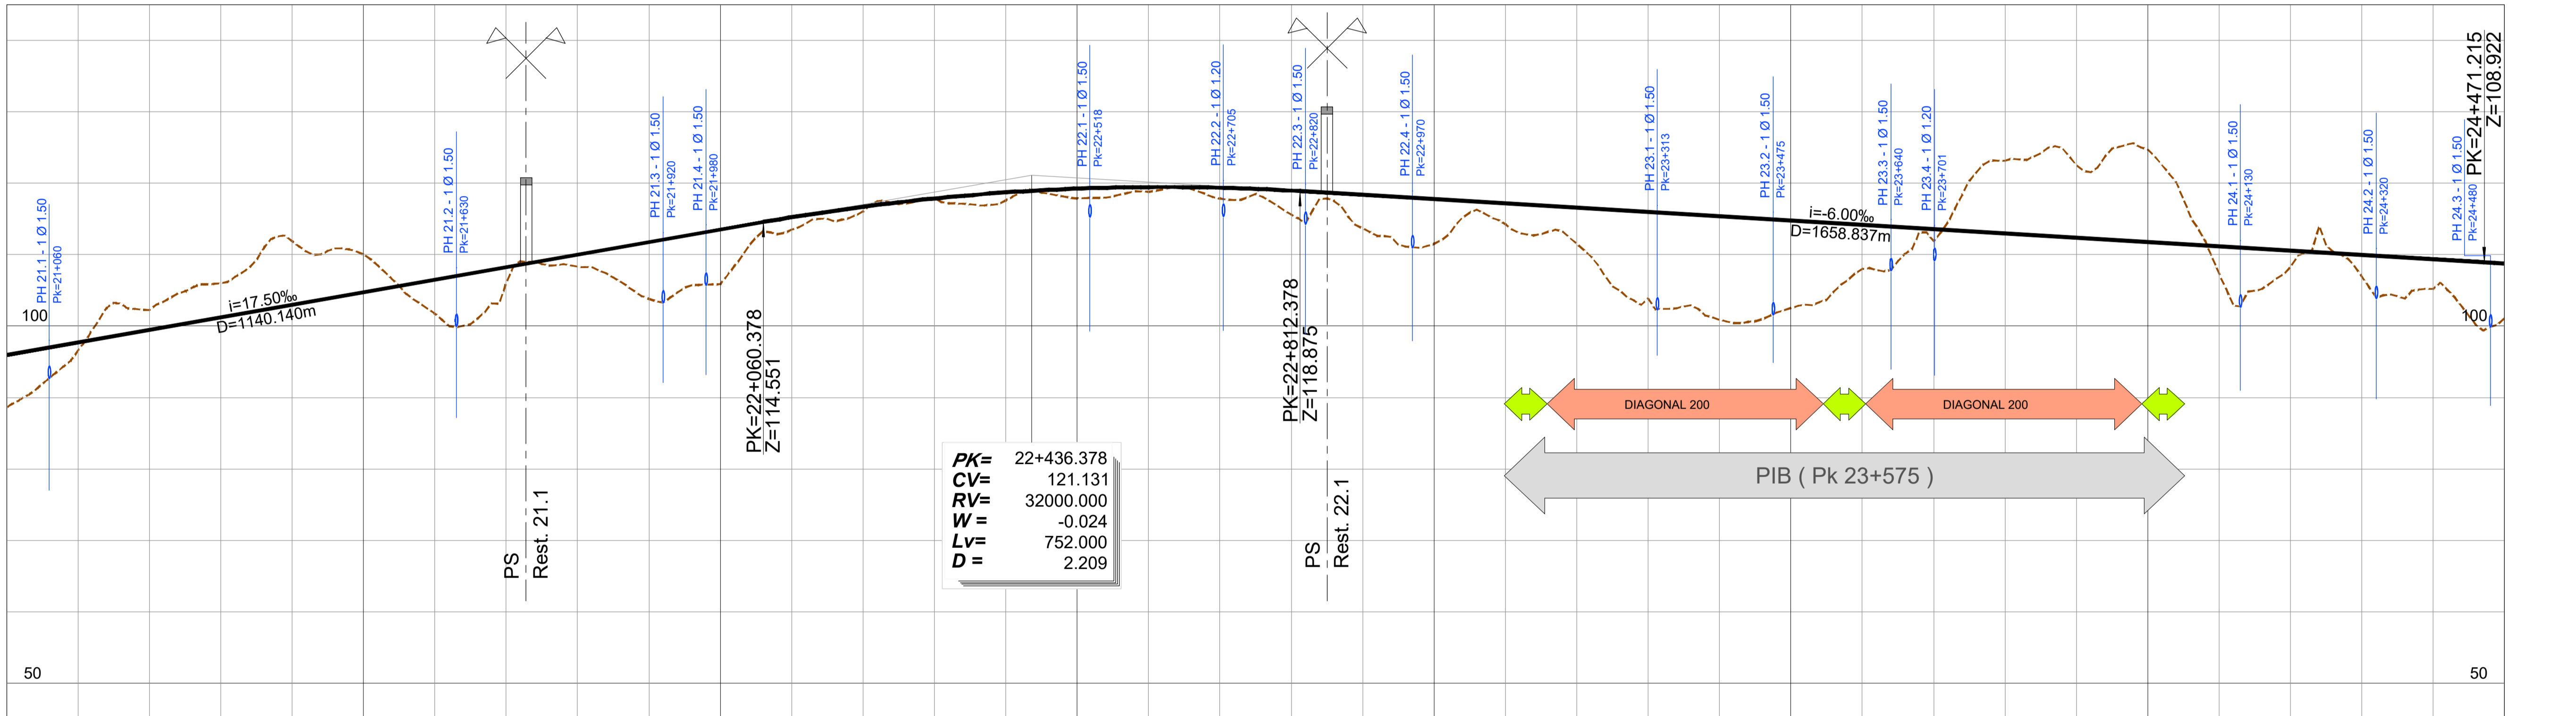 PH 21.1 - 1 Ø 1.50
Pk=21+060
PH 21.2 - 1 Ø 1.50
Pk=21+630
PH 21.3 - 1 Ø 1.50
Pk=21+920
PH 21.4 - 1 Ø 1.50
Pk=21+980
PH 22.1 - 1 Ø 1.50
Pk=22+518
PH 22.2 - 1 Ø 1.20
Pk=22+705
PH 22.3 - 1 Ø 1.50
Pk=22+820
PH 22.4 - 1 Ø 1.50
Pk=22+970
PH 23.1 - 1 Ø 1.50
Pk=23+313
PH 23.2 - 1 Ø 1.50
Pk=23+475
PH 23.3 - 1 Ø 1.50
Pk=23+640
PH 23.4 - 1 Ø 1.20
Pk=23+701
PH 24.1 - 1 Ø 1.50
Pk=24+130
PH 24.2 - 1 Ø 1.50
Pk=24+320
PH 24.3 - 1 Ø 1.50
Pk=24+480
PK=24+471.215
Z=108.922
i=17.50‰
D=1140.140m
i=-6.00‰
D=1658.837m
100
100
PK=22+060.378
Z=114.551
PK=22+812.378
Z=118.875
DIAGONAL 200
DIAGONAL 200
PIB ( Pk 23+575 )
PK= 22+436.378
CV= 121.131
RV= 32000.000
W = -0.024
Lv= 752.000
D = 2.209
PS
Rest. 21.1
PS
Rest. 22.1
50
50